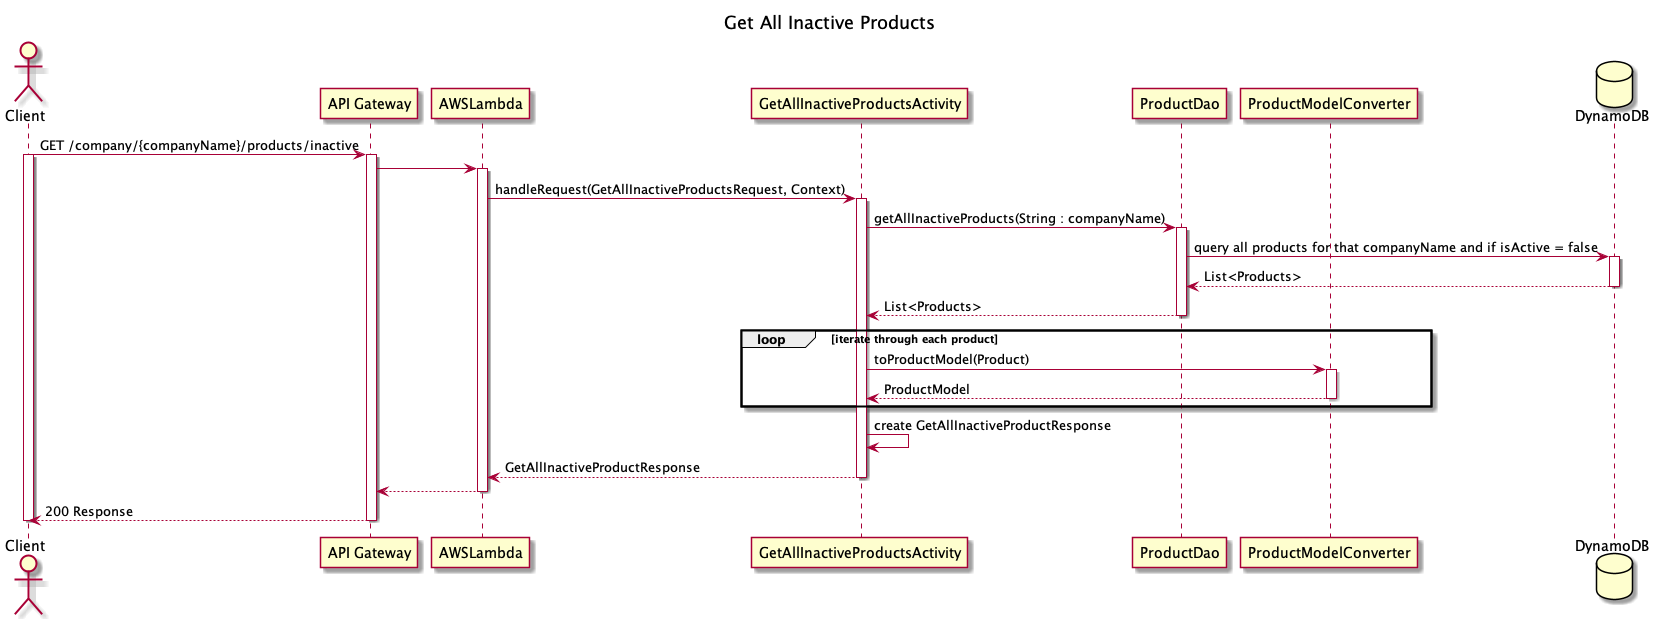 Get All Inactive Products
Client
API Gateway
AWSLambda
GetAllInactiveProductsActivity
ProductDao
ProductModelConverter
DynamoDB
GET /company/{companyName}/products/inactive
handleRequest(GetAllInactiveProductsRequest, Context)
getAllInactiveProducts(String : companyName)
query all products for that companyName and if isActive = false
List<Products>
List<Products>
loop
[iterate through each product]
toProductModel(Product)
ProductModel
create GetAllInactiveProductResponse
GetAllInactiveProductResponse
200 Response
Client
API Gateway
AWSLambda
GetAllInactiveProductsActivity
ProductDao
ProductModelConverter
DynamoDB